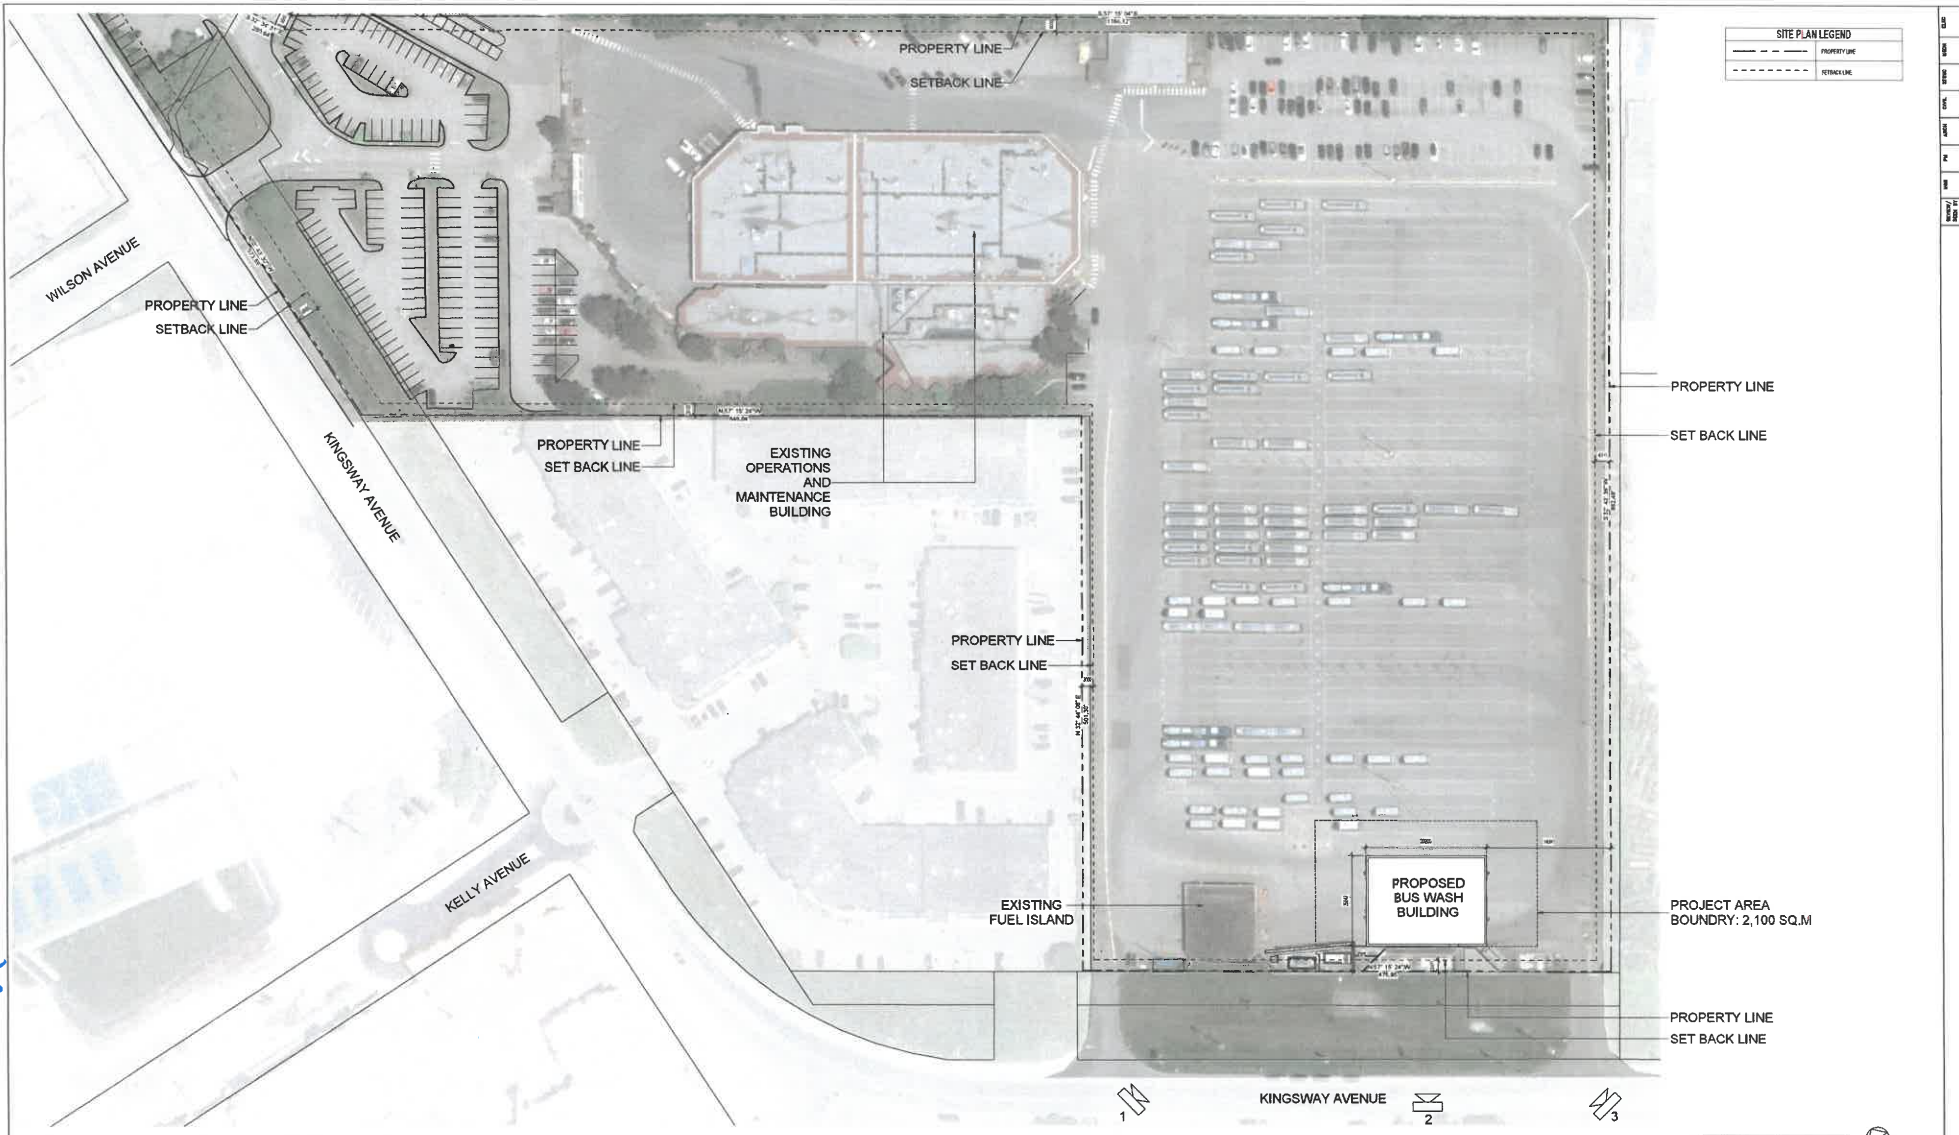 SITE PLAN LEGEND
PROPERTY LINE
SETBACK LINE
PROPERTY LINE
SETBACK LINE
WILSON AVENUE
PROPERTY LINE
SETBACK LINE
PROPERTY LINE
SET BACK LINE
KINGSWAY AVENUE
N 57° 15' 24" W
PROPERTY LINE
SET BACK LINE
EXISTING
OPERATIONS
AND
MAINTENANCE
BUILDING
PROPERTY LINE
SET BACK LINE
KELLY AVENUE
EXISTING
FUEL ISLAND
PROPOSED
BUS WASH
BUILDING
PROJECT AREA
BOUNDRY: 2,100 SQ.M
PROPERTY LINE
SET BACK LINE
KINGSWAY AVENUE
1
2
3